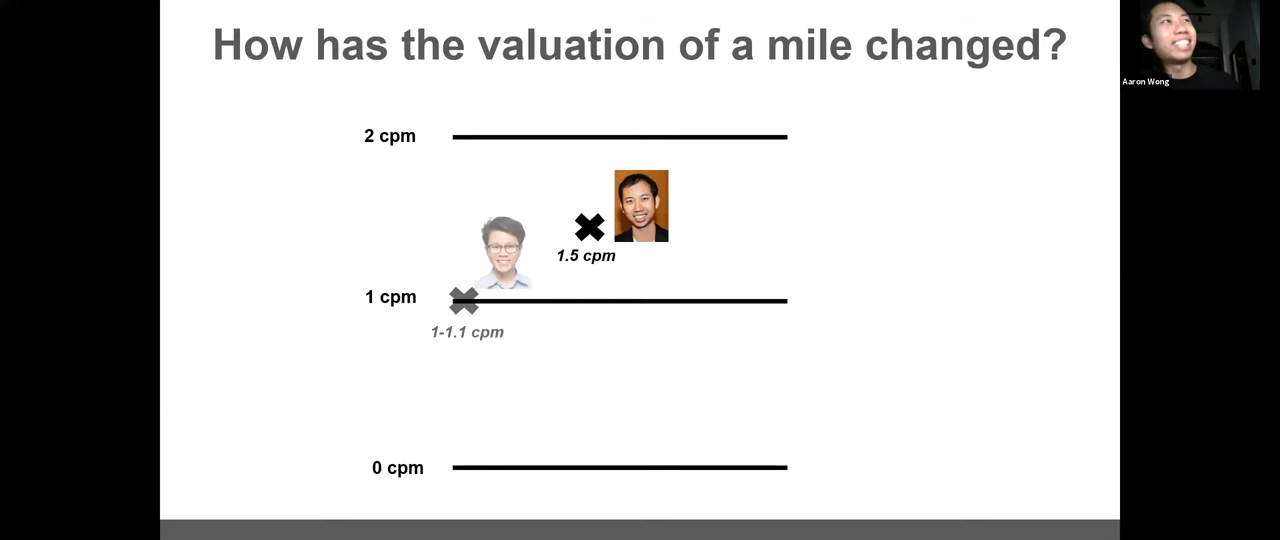 How has the valuation of a mile changed?
Aaron Wong
2 cpm
1.5 cpm
1 cpm
1-1.1 cpm
0 cpm